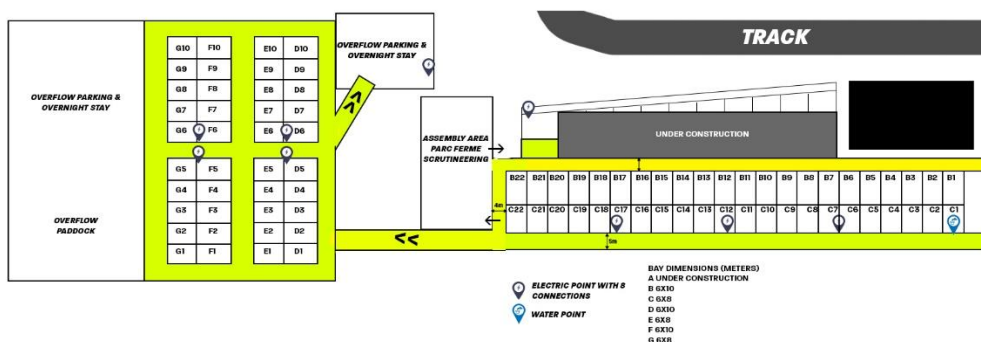 TRACK
OVERFLOW PARKING &
OVERNIGHT STAY
OVERFLOW PARKING &
OVERNIGHT STAY
G10 F10 E10 D10
G9 F9 E9 D9
G8 F8 E8 D8
G7 F7 E7 D7
G6 F6 E6 D6
G5 F5 E5 D5
G4 F4 E4 D4
G3 F3 E3 D3
G2 F2 E2 D2
G1 F1 E1 D1
OVERFLOW
PADDOCK
ASSEMBLY AREA
PARC FERME
SCRUTINEERING
UNDER CONSTRUCTION
B22 B21 B20 B19 B18 B17 B16 B15 B14 B13 B12 B11 B10 B9 B8 B7 B6 B5 B4 B3 B2 B1
4m
C22 C21 C20 C19 C18 C17 C16 C15 C14 C13 C12 C11 C10 C9 C8 C7 C6 C5 C4 C3 C2 C1
5m
ELECTRIC POINT WITH 8
CONNECTIONS
WATER POINT
BAY DIMENSIONS (METERS)
A UNDER CONSTRUCTION
B 6X10
C 6X8
D 6X10
E 6X8
F 6X10
G 6X8